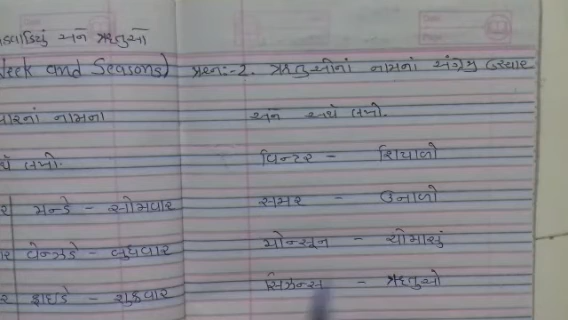 અઠવાડિયું અને ઋતુઓ
Week and Seasons)
વારનાં નામના
લખો.
મન્ડે - સોમવાર
વેન્સડે - બુધવાર
ફ્રાઇડે - શુક્રવાર
પ્રશ્ન:-2. ઋતુઓનાં નામનાં અંગ્રેજી ઉચ્ચાર
અને અર્થ લખો.
વિન્ટર - શિયાળો
સમર - ઉનાળો
મોન્સૂન - ચોમાસું
સિઝન્સ - ઋતુઓ